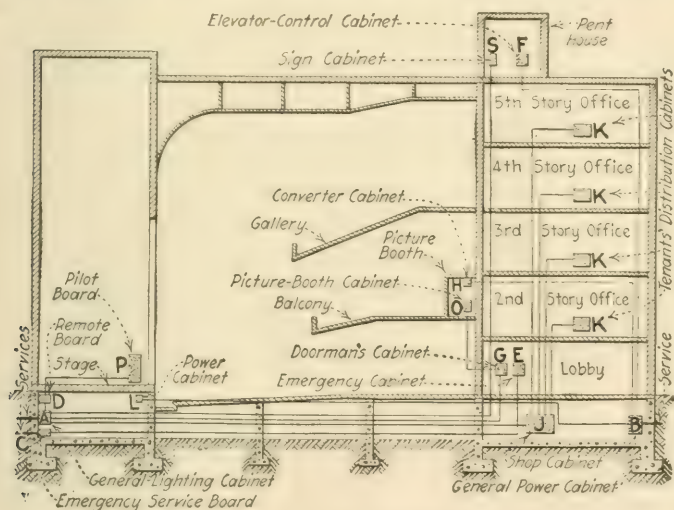 Elevator-Control Cabinet
Pent
house
S F
Sign Cabinet
5th Story Office
K
4th Story Office
K
Tenants' Distribution Cabinets
Converter Cabinet
Gallery
Picture
Booth
3rd Story Office
K
Pilot
Board
Picture-Booth Cabinet
H
Balcony
O
2nd Story Office
K
Remote
Board
Stage
P
Power
Cabinet
Doorman's Cabinet
G E
Emergency Cabinet
Lobby
Services
Service
D
L
A
C
J
B
General-Lighting Cabinet
Shop Cabinet
Emergency Service Board
General Power Cabinet